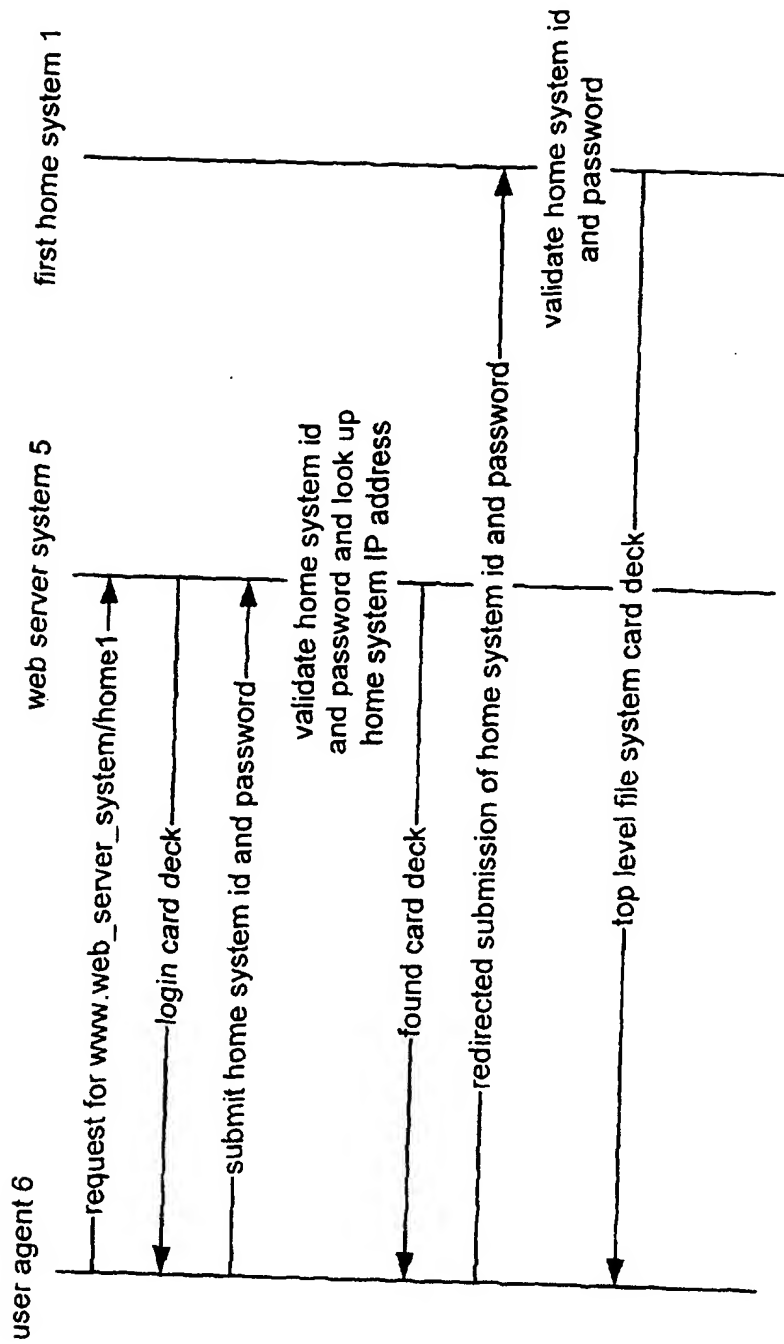 user agent 6
web server system 5
first home system 1
request for www.web_server_system/home1
login card deck
submit home system id and password
validate home system id
and password and look up
home system IP address
found card deck
redirected submission of home system id and password
validate home system id
and password
top level file system card deck